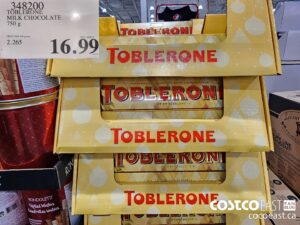 348200
TOBLERONE
MILK CHOCOLATE
750 g
2.265
16.99
TOBLERONE
TOBLERONE
TOBLERONE
TOBLERONE
TOBLERONE
TOBLERONE
MONDOUX
COSTCO EAST
cocoeast.ca